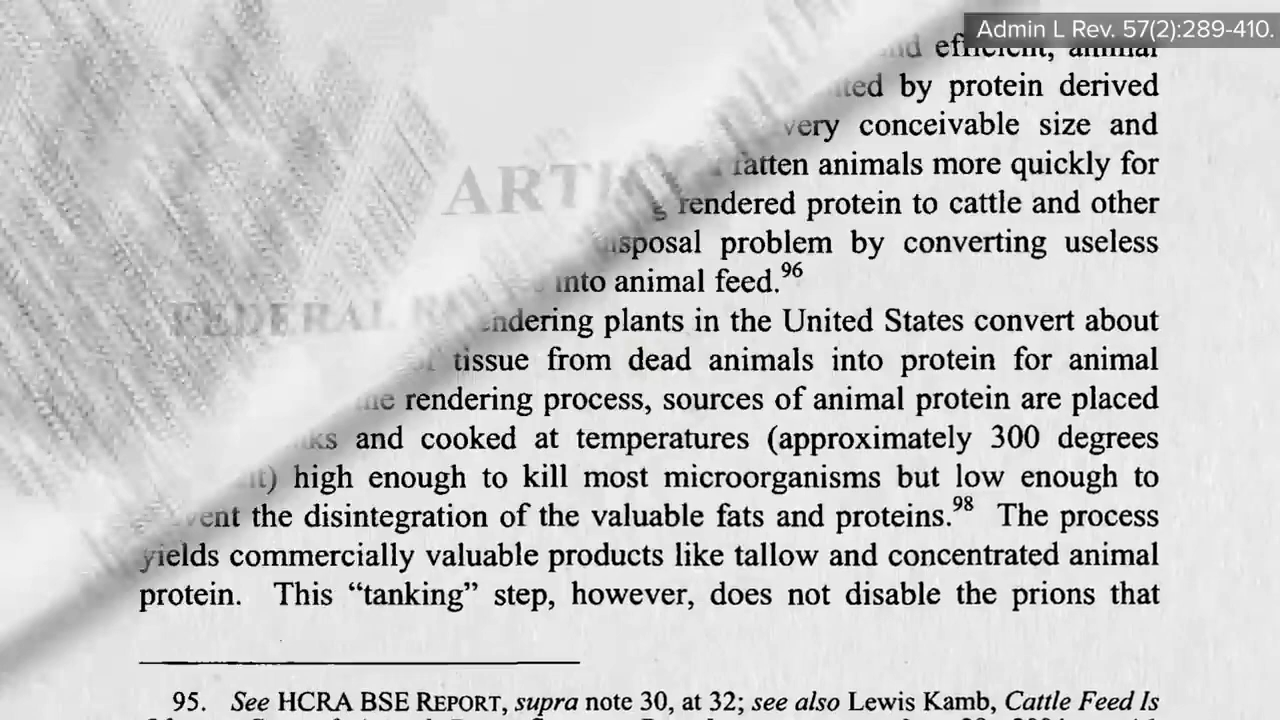 Admin L Rev. 57(2):289-410.
efficient, animal
by protein derived
very conceivable size and
fatten animals more quickly for
rendered protein to cattle and other
problem by converting useless
into animal feed.96
FEDERAL
plants in the United States convert about
tissue from dead animals into protein for animal
rendering process, sources of animal protein are placed
and cooked at temperatures (approximately 300 degrees
high enough to kill most microorganisms but low enough to
the disintegration of the valuable fats and proteins.98 The process
yields commercially valuable products like tallow and concentrated animal
protein. This “tanking” step, however, does not disable the prions that
95. See HCRA BSE REPORT, supra note 30, at 32; see also Lewis Kamb, Cattle Feed Is